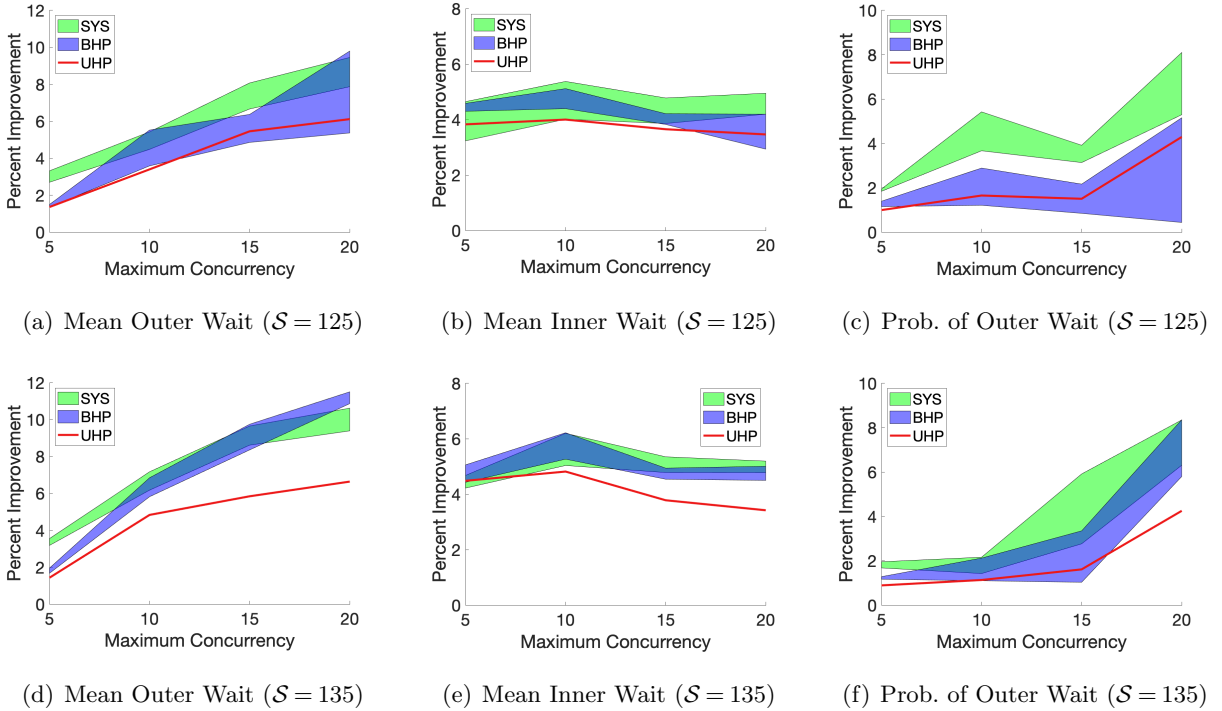 Percent Improvement
12
10
8
6
4
2
0
SYS
BHP
UHP
5
10
15
20
Maximum Concurrency
(a) Mean Outer Wait (𝒮 = 125)
Percent Improvement
8
6
4
2
0
SYS
BHP
UHP
5
10
15
20
Maximum Concurrency
(b) Mean Inner Wait (𝒮 = 125)
Percent Improvement
10
8
6
4
2
0
SYS
BHP
UHP
5
10
15
20
Maximum Concurrency
(c) Prob. of Outer Wait (𝒮 = 125)
Percent Improvement
12
10
8
6
4
2
0
SYS
BHP
UHP
5
10
15
20
Maximum Concurrency
(d) Mean Outer Wait (𝒮 = 135)
Percent Improvement
8
6
4
2
0
SYS
BHP
UHP
5
10
15
20
Maximum Concurrency
(e) Mean Inner Wait (𝒮 = 135)
Percent Improvement
10
8
6
4
2
0
SYS
BHP
UHP
5
10
15
20
Maximum Concurrency
(f) Prob. of Outer Wait (𝒮 = 135)